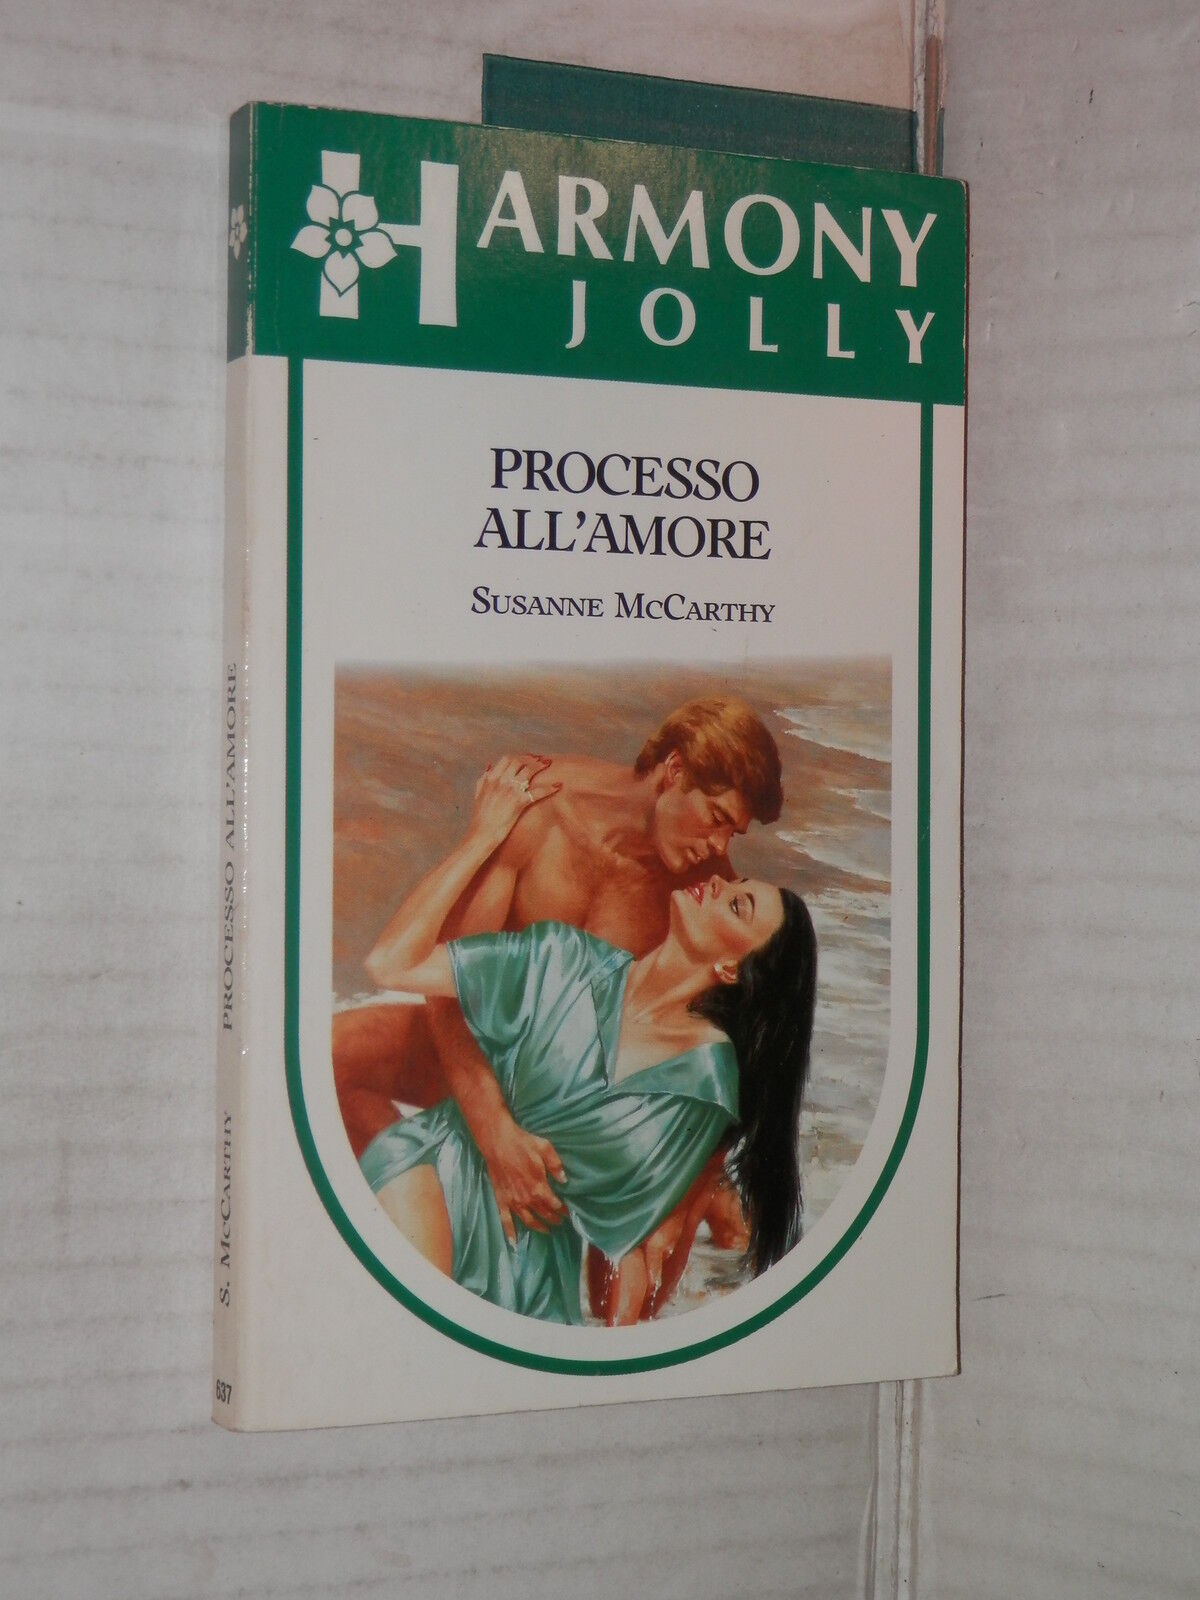 HARMONY
JOLLY
PROCESSO
ALL'AMORE
SUSANNE MCCARTHY
S. MCCARTHY PROCESSO ALL'AMORE
637